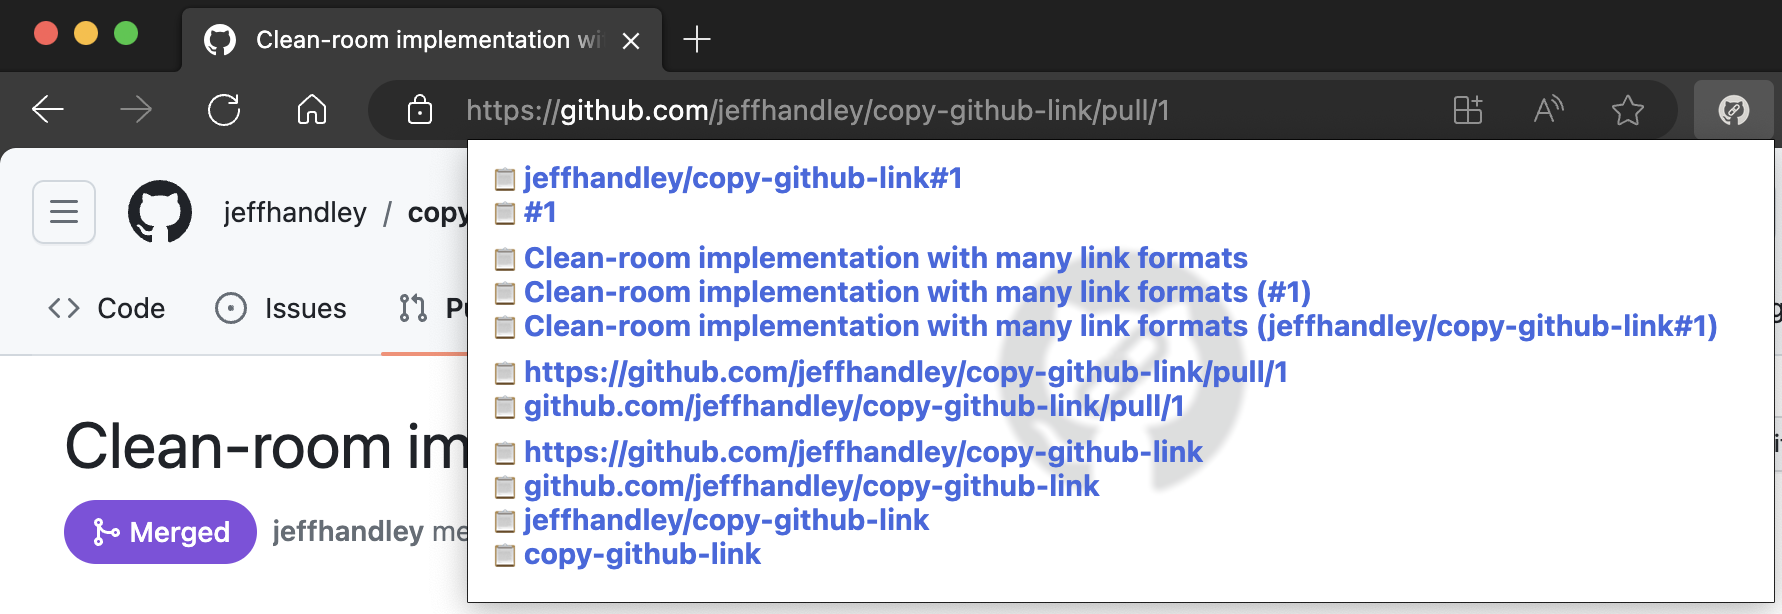 Clean-room implementation wi
https://github.com/jeffhandley/copy-github-link/pull/1
jeffhandley / copy
Code Issues Pu
Clean-room im
Merged jeffhandley me
jeffhandley/copy-github-link#1
#1
Clean-room implementation with many link formats
Clean-room implementation with many link formats (#1)
Clean-room implementation with many link formats (jeffhandley/copy-github-link#1)
https://github.com/jeffhandley/copy-github-link/pull/1
github.com/jeffhandley/copy-github-link/pull/1
https://github.com/jeffhandley/copy-github-link
github.com/jeffhandley/copy-github-link
jeffhandley/copy-github-link
copy-github-link